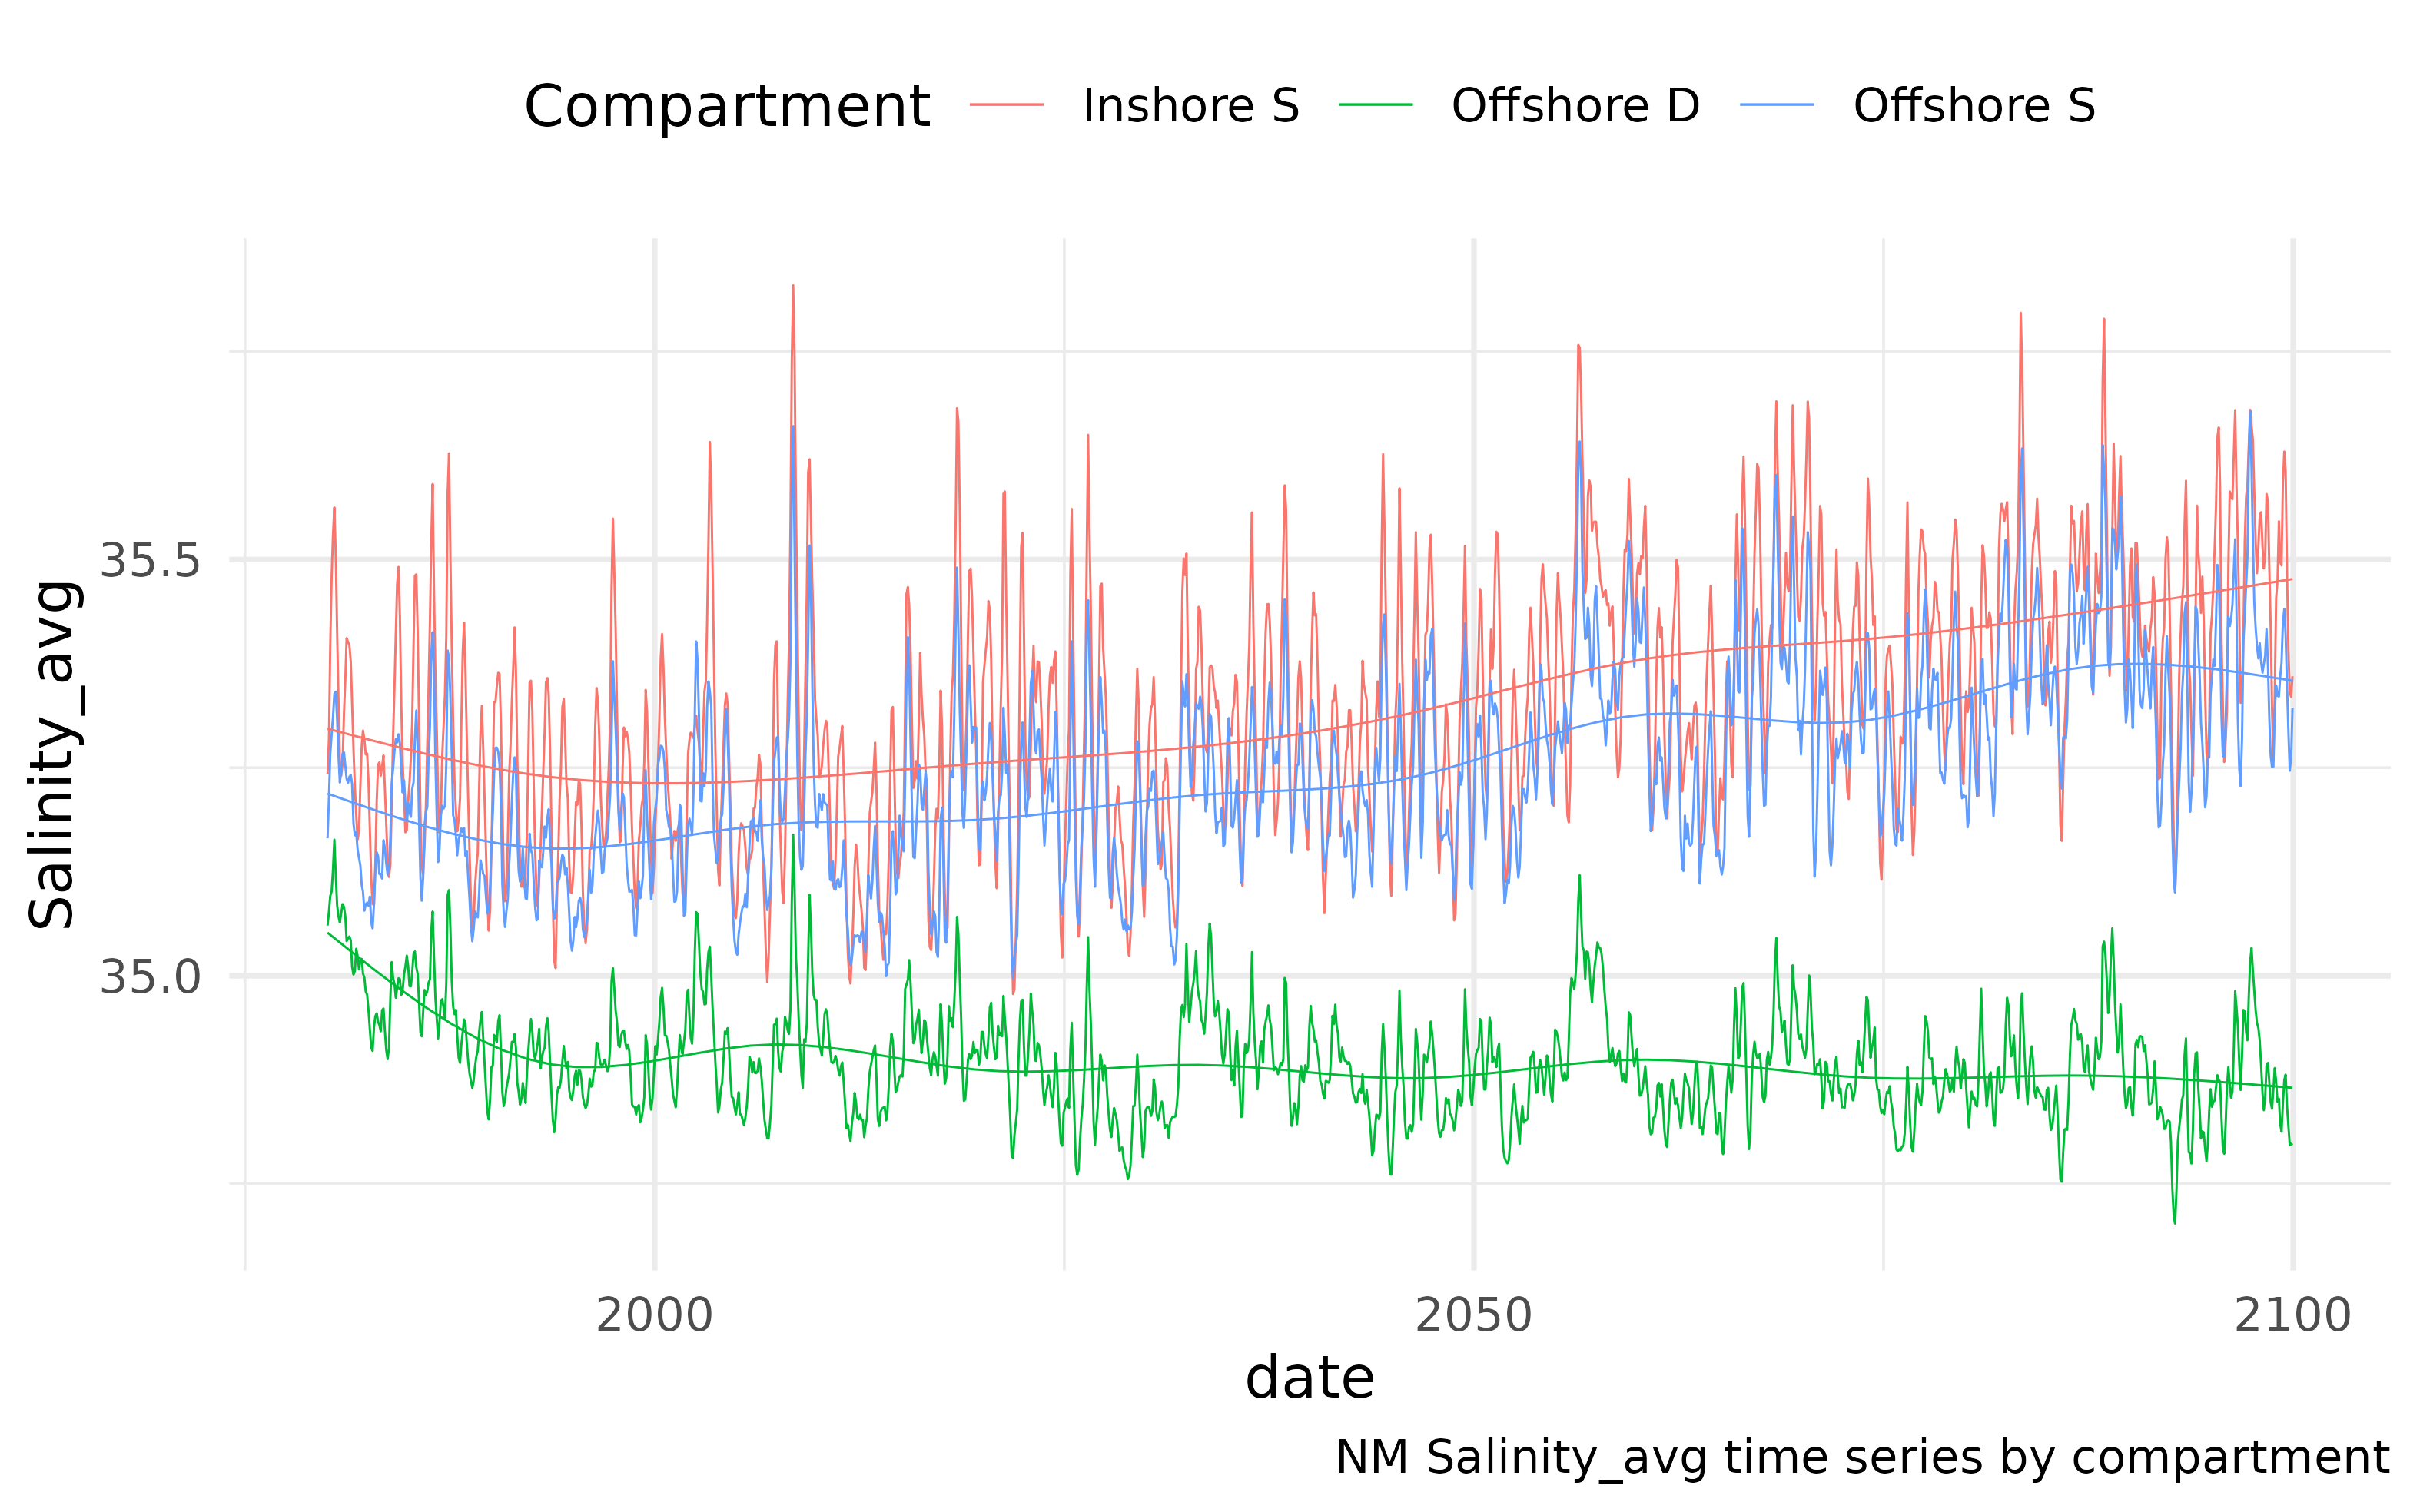 Compartment Inshore S Offshore D Offshore S
Salinity_avg
35.5
35.0
2000 2050 2100
date
NM Salinity_avg time series by compartment